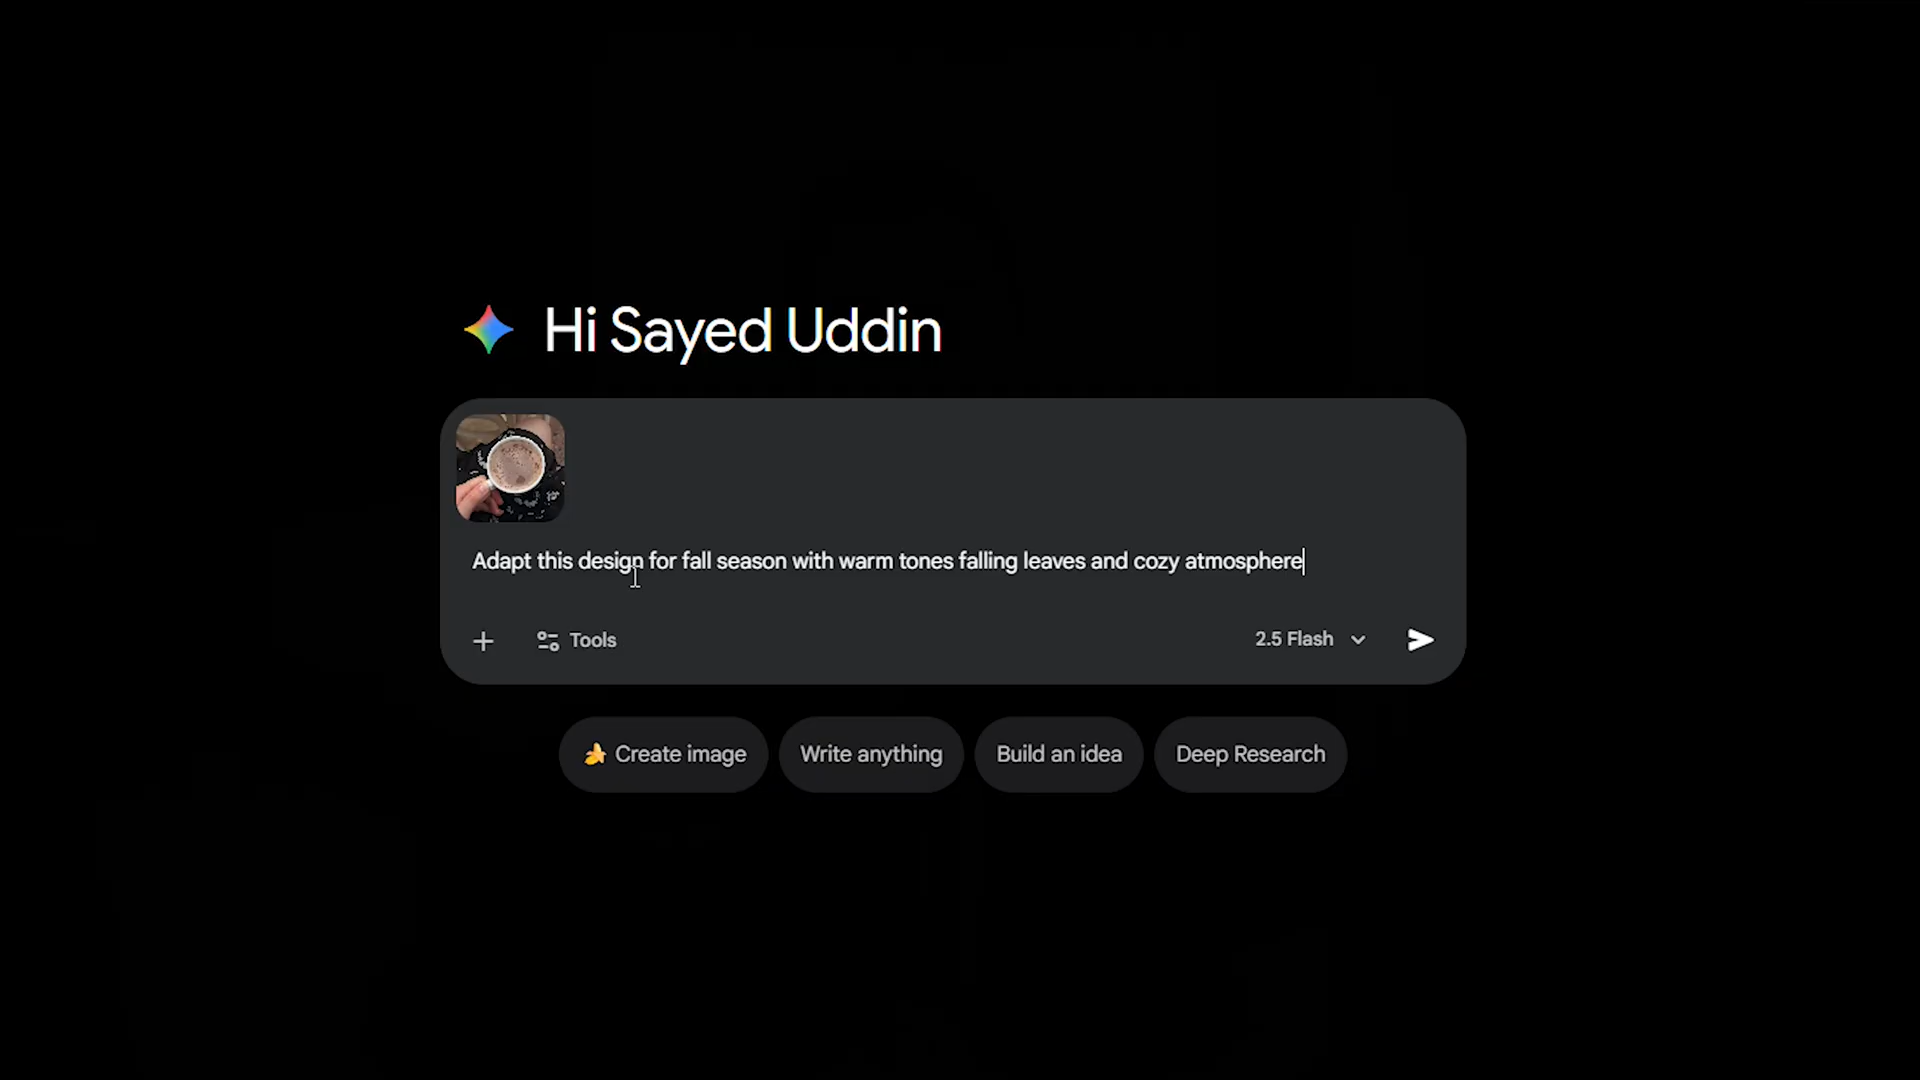 Hi Sayed Uddin
Adapt this design for fall season with warm tones falling leaves and cozy atmosphere
Tools
2.5 Flash
Create image
Write anything
Build an idea
Deep Research